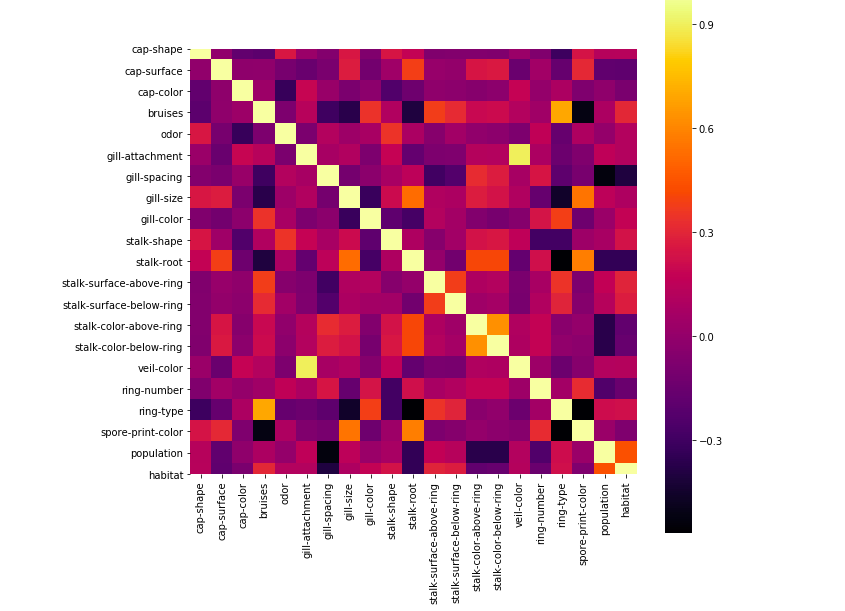 cap-shape
cap-surface
cap-color
bruises
odor
gill-attachment
gill-spacing
gill-size
gill-color
stalk-shape
stalk-root
stalk-surface-above-ring
stalk-surface-below-ring
stalk-color-above-ring
stalk-color-below-ring
veil-color
ring-number
ring-type
spore-print-color
population
habitat
cap-shape
cap-surface
cap-color
bruises
odor
gill-attachment
gill-spacing
gill-size
gill-color
stalk-shape
stalk-root
stalk-surface-above-ring
stalk-surface-below-ring
stalk-color-above-ring
stalk-color-below-ring
veil-color
ring-number
ring-type
spore-print-color
population
habitat
0.9
0.6
0.3
0.0
−0.3